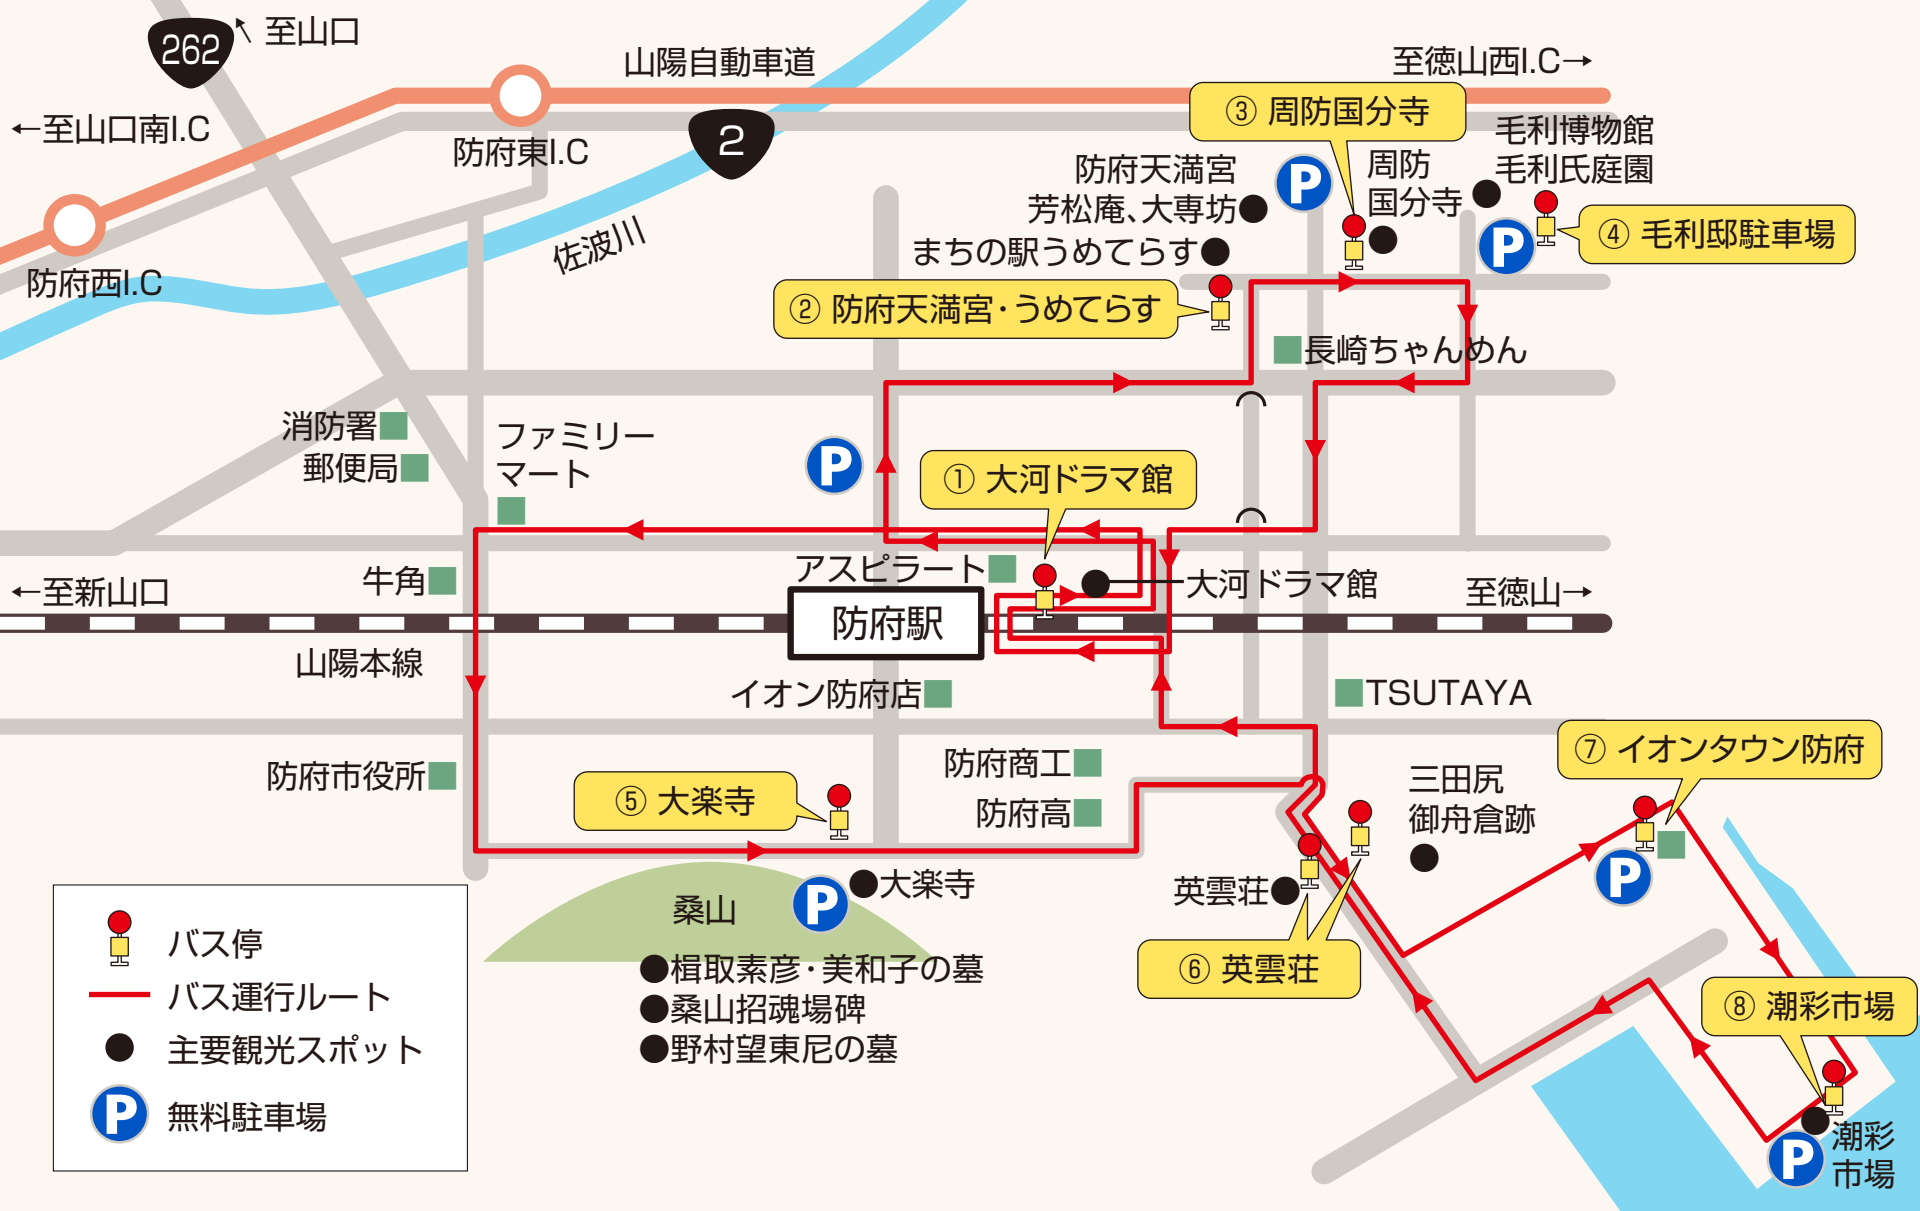 262
至山口
山陽自動車道
至徳山西I.C→
←至山口南I.C
2
③ 周防国分寺
毛利博物館
毛利氏庭園
防府東I.C
防府天満宮
芳松庵、大専坊
P
周防
国分寺
P
④ 毛利邸駐車場
まちの駅うめてらす
佐波川
防府西I.C
② 防府天満宮・うめてらす
長崎ちゃんめん
消防署
郵便局
ファミリー
マート
P
① 大河ドラマ館
アスピラート
大河ドラマ館
牛角
←至新山口
至徳山→
防府駅
山陽本線
イオン防府店
TSUTAYA
⑦ イオンタウン防府
防府市役所
防府商工
防府高
⑤ 大楽寺
三田尻
御舟倉跡
P
大楽寺
P
桑山
英雲荘
⑥ 英雲荘
楫取素彦・美和子の墓
桑山招魂場碑
野村望東尼の墓
⑧ 潮彩市場
P
潮彩
市場
バス停
バス運行ルート
主要観光スポット
P
無料駐車場